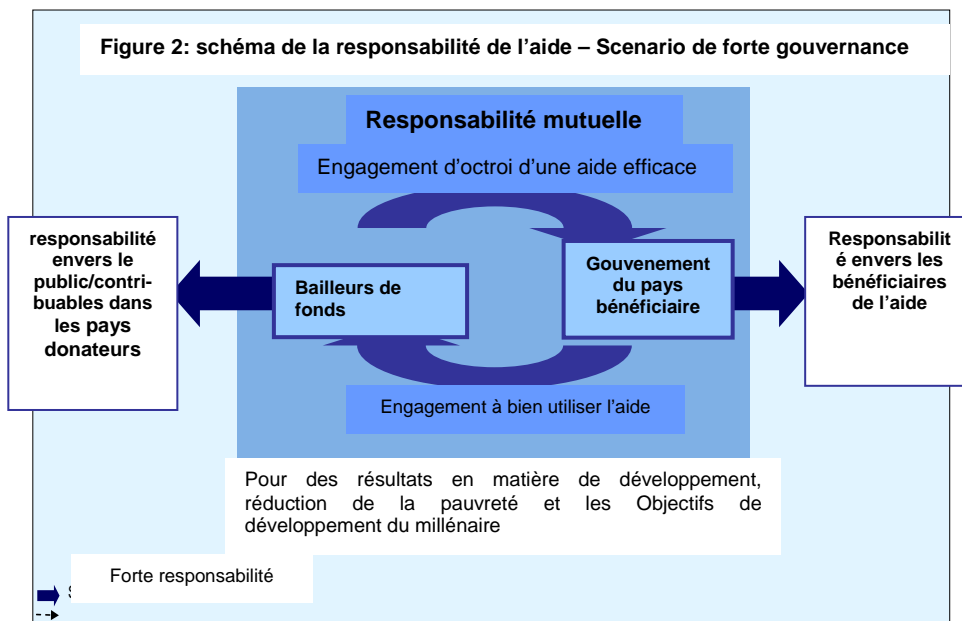 Figure 2: schéma de la responsabilité de l’aide – Scenario de forte gouvernance
Responsabilité mutuelle
Engagement d’octroi d’une aide efficace
responsabilité
envers le
public/contri-
buables dans
les pays
donateurs
Bailleurs de
fonds
Gouvenement
du pays
bénéficiaire
Responsabilit
é envers les
bénéficiaires
de l’aide
Engagement à bien utiliser l’aide
Pour des résultats en matière de développement,
réduction de la pauvreté et les Objectifs de
développement du millénaire
Forte responsabilité